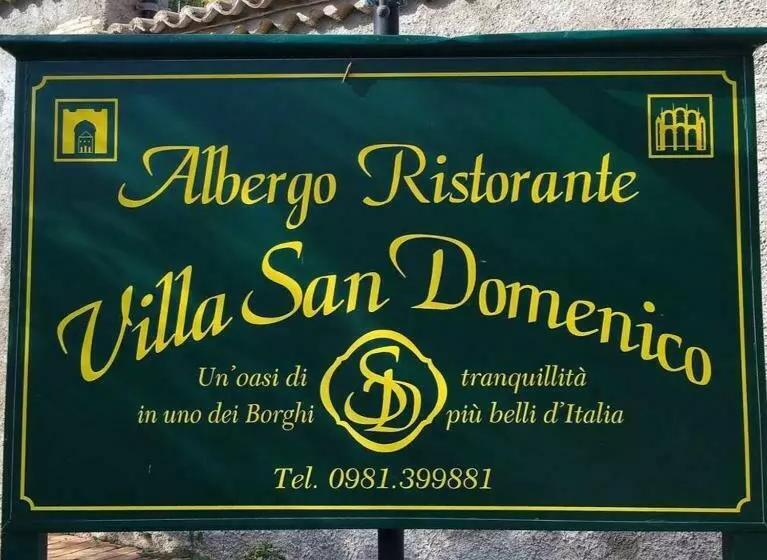 Albergo Ristorante
Villa San Domenico
Un'oasi di tranquillità
in uno dei Borghi più belli d'Italia
SD
Tel. 0981.399881